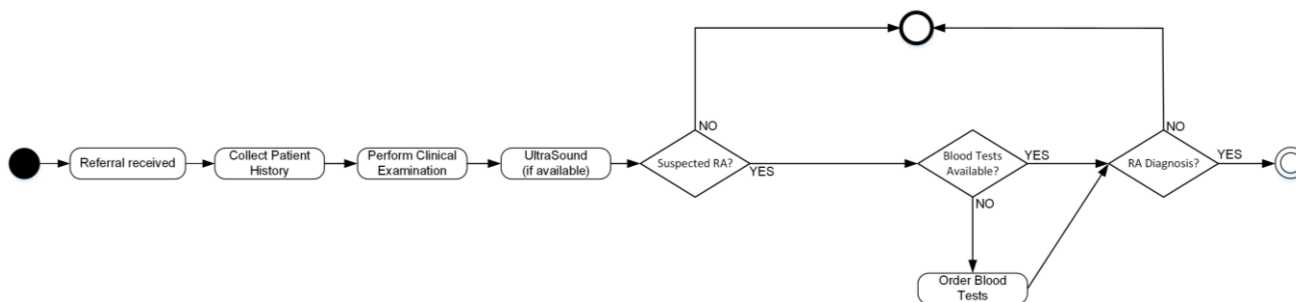 NO
NO
Referral received
Collect Patient
History
Perform Clinical
Examination
UltraSound
(if available)
Suspected RA?
YES
Blood Tests
Available?
YES
RA Diagnosis?
YES
NO
Order Blood
Tests